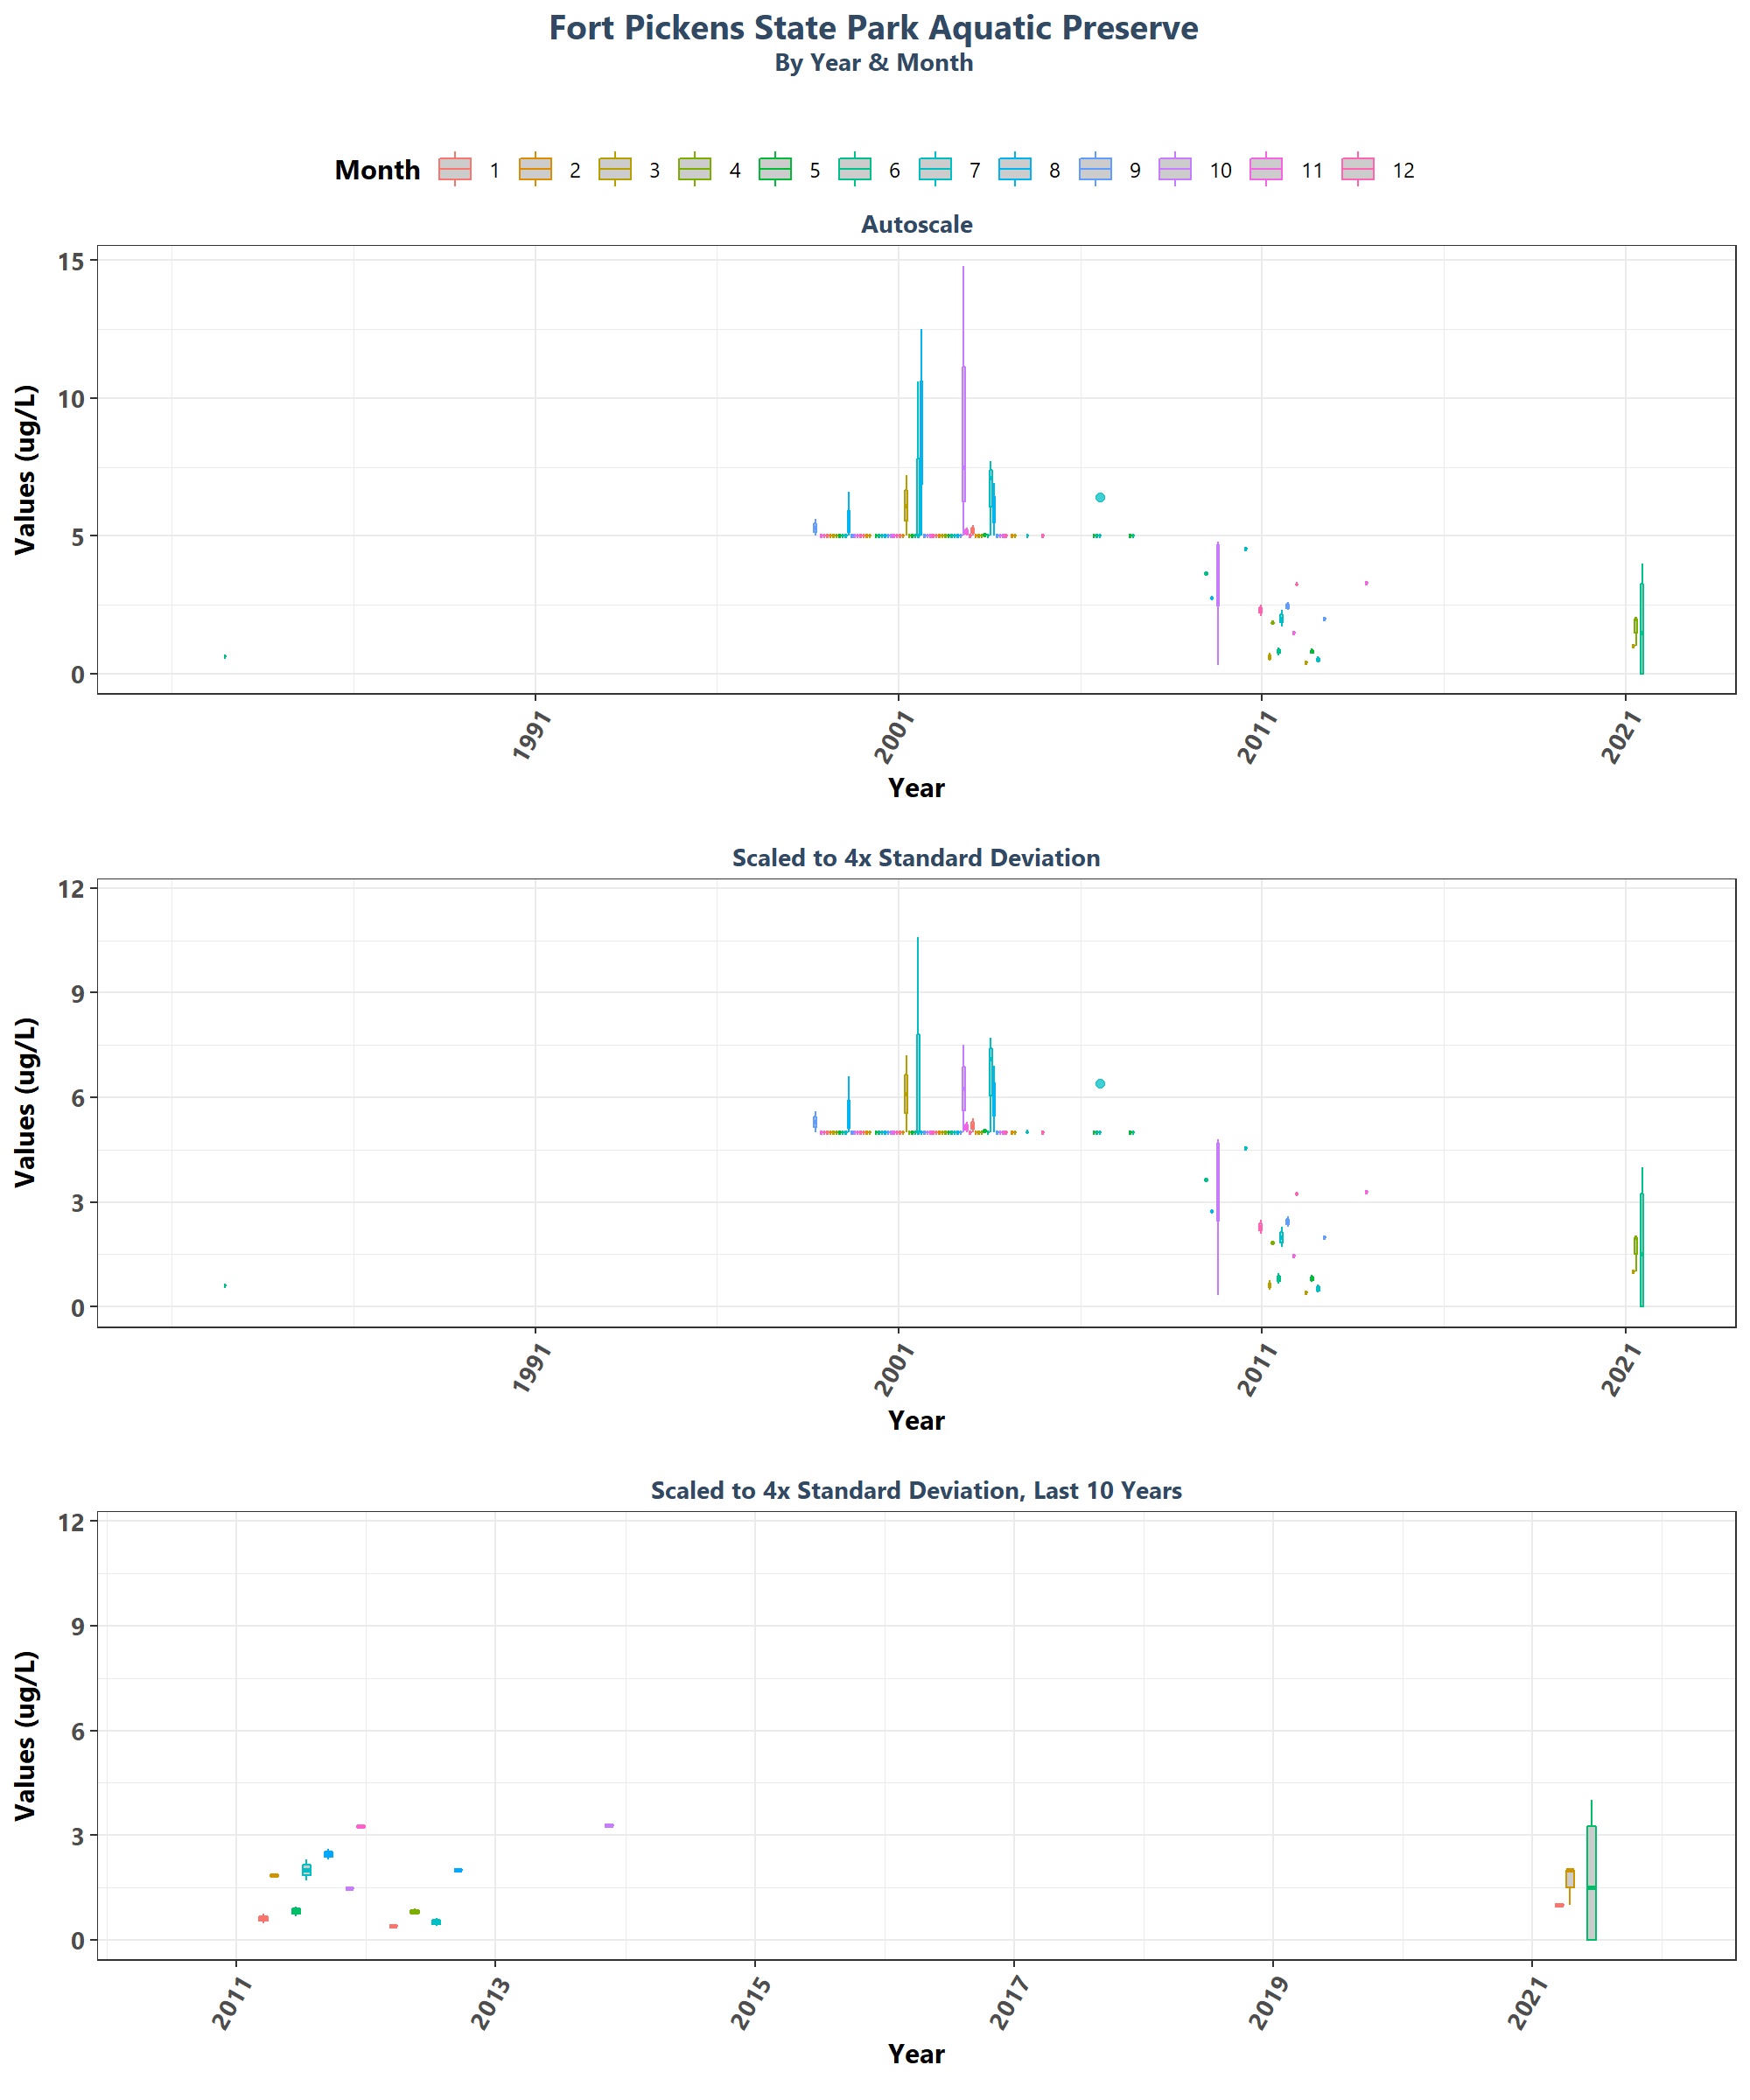 Fort Pickens State Park Aquatic Preserve
By Year & Month
Month 1 2 3 4 5 6 7 8 9 10 11 12
Autoscale
Values (ug/L)
15
10
5
0
1991 2001 2011 2021
Year
Scaled to 4x Standard Deviation
Values (ug/L)
12
9
6
3
0
1991 2001 2011 2021
Year
Scaled to 4x Standard Deviation, Last 10 Years
Values (ug/L)
12
9
6
3
0
2011 2013 2015 2017 2019 2021
Year